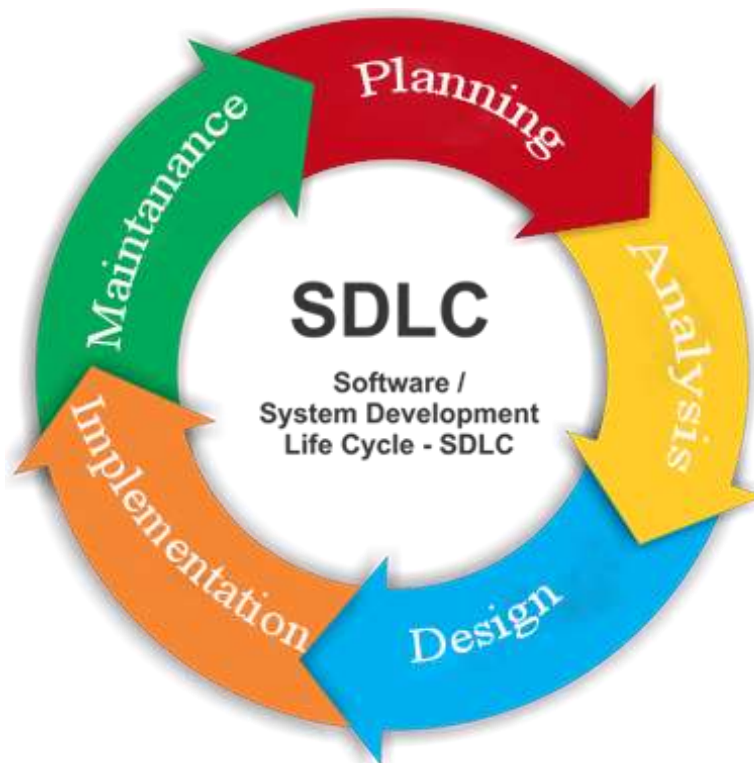 Planning
Analysis
Design
Implementation
Maintanance
SDLC
Software /
System Development
Life Cycle - SDLC